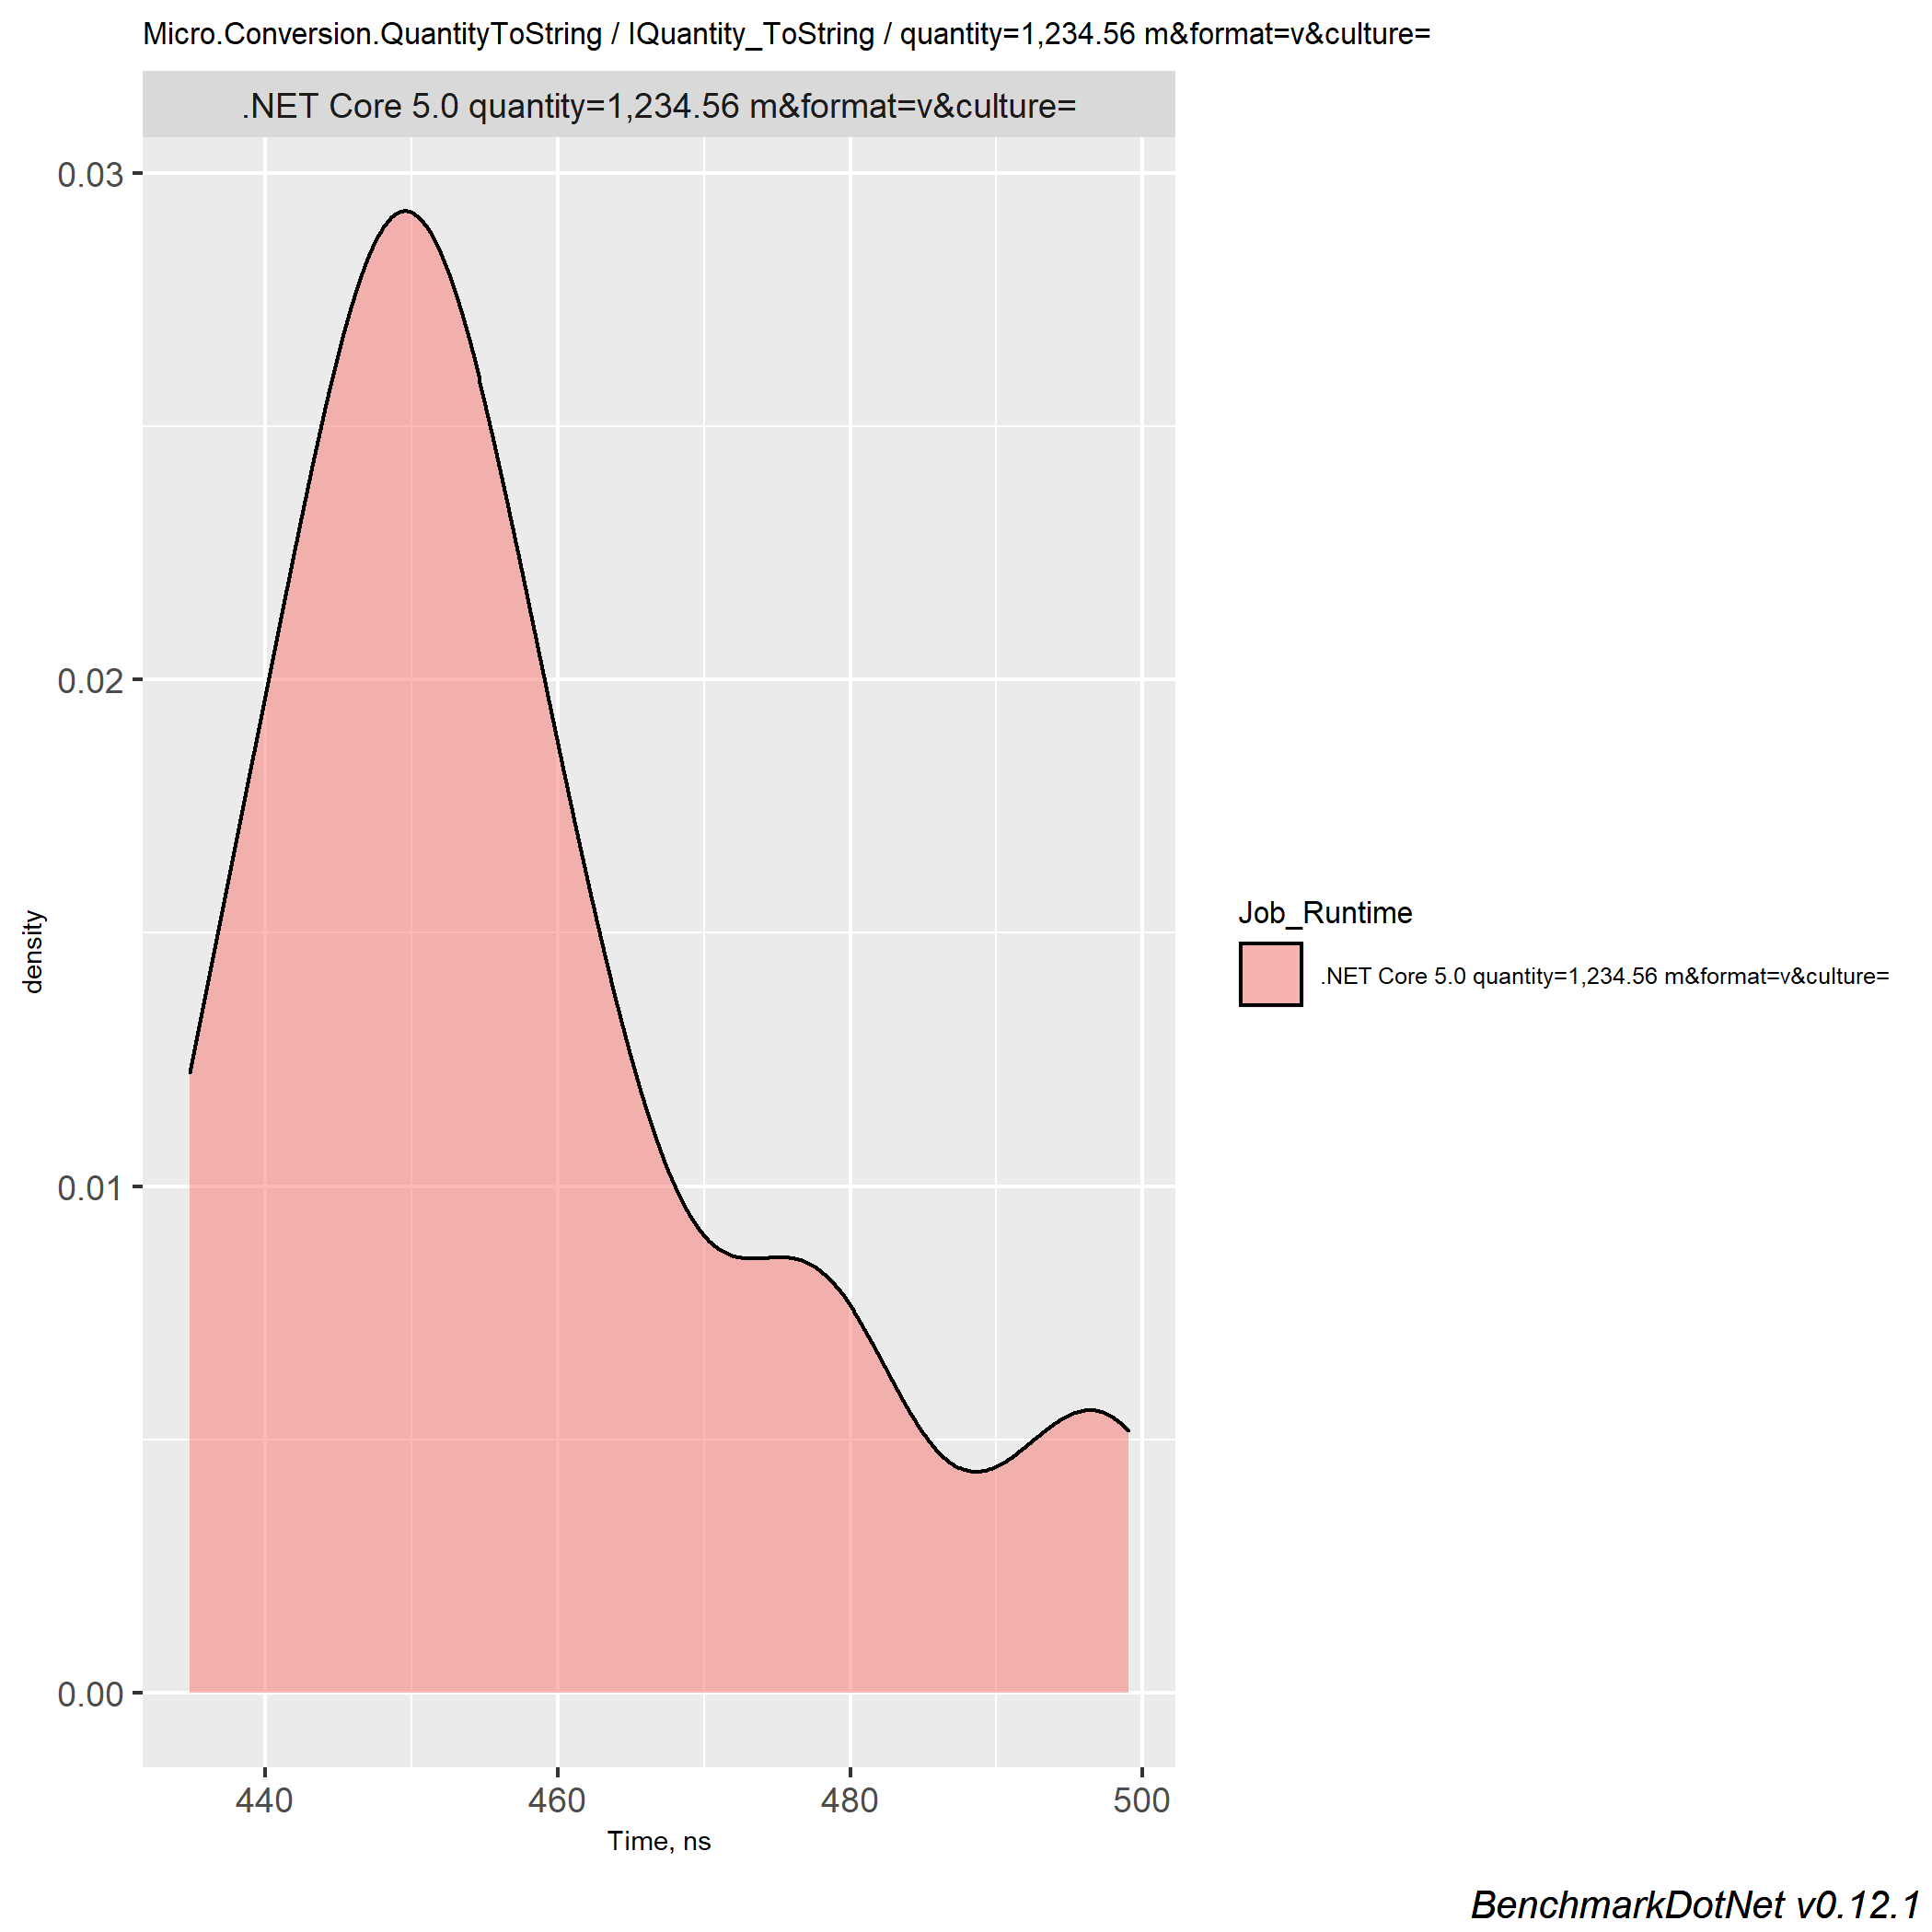 Micro.Conversion.QuantityToString / IQuantity_ToString / quantity=1,234.56 m&format=v&culture=
.NET Core 5.0 quantity=1,234.56 m&format=v&culture=
0.03
0.02
0.01
0.00
density
440 460 480 500
Time, ns
Job_Runtime
.NET Core 5.0 quantity=1,234.56 m&format=v&culture=
BenchmarkDotNet v0.12.1